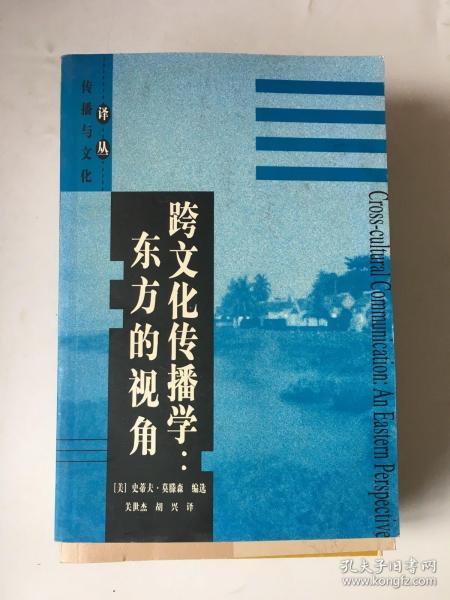 传播与文化
译丛
跨文化传播学：
东方的视角
[美] 史蒂夫·莫滕森 编选
关世杰 胡兴 译
Cross-cultural Communication: An Eastern Perspective
孔夫子旧书网
kongfz.com